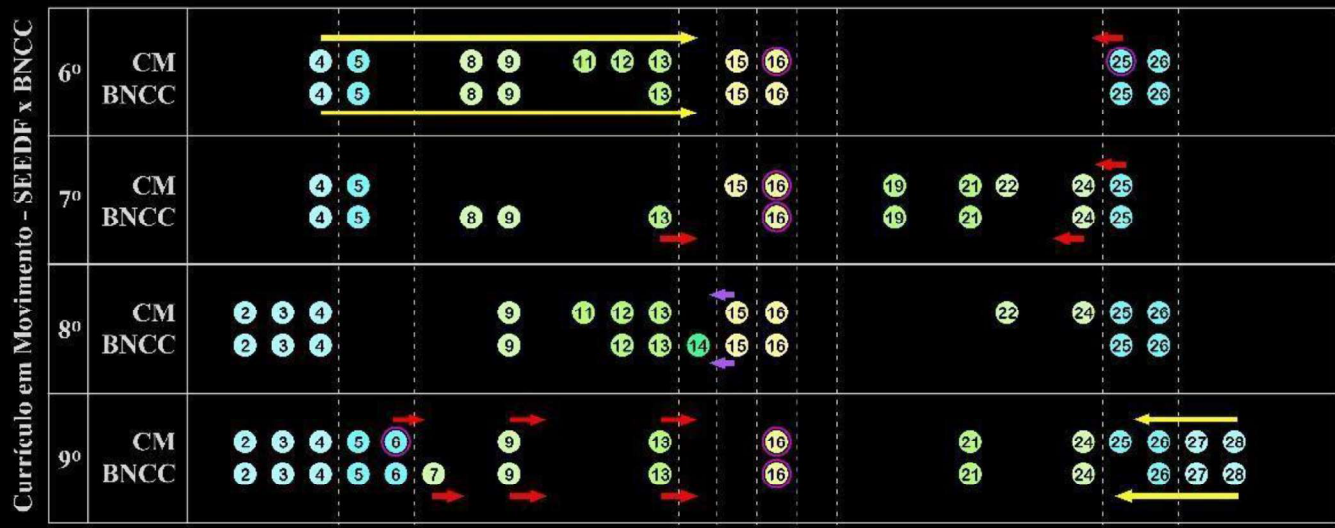 Currículo em Movimento - SEEDF x BNCC
6º
CM 4 5 8 9 11 12 13 15 16 25 26
BNCC 4 5 8 9 13 15 16 25 26
7º
CM 4 5 15 16 19 21 22 24 25
BNCC 4 5 8 9 13 16 19 21 24 25
8º
CM 2 3 4 9 11 12 13 15 16 22 24 25 26
BNCC 2 3 4 9 12 13 14 15 16 25 26
9º
CM 2 3 4 5 6 9 13 16 21 24 25 26 27 28
BNCC 2 3 4 5 6 7 9 13 16 21 24 26 27 28